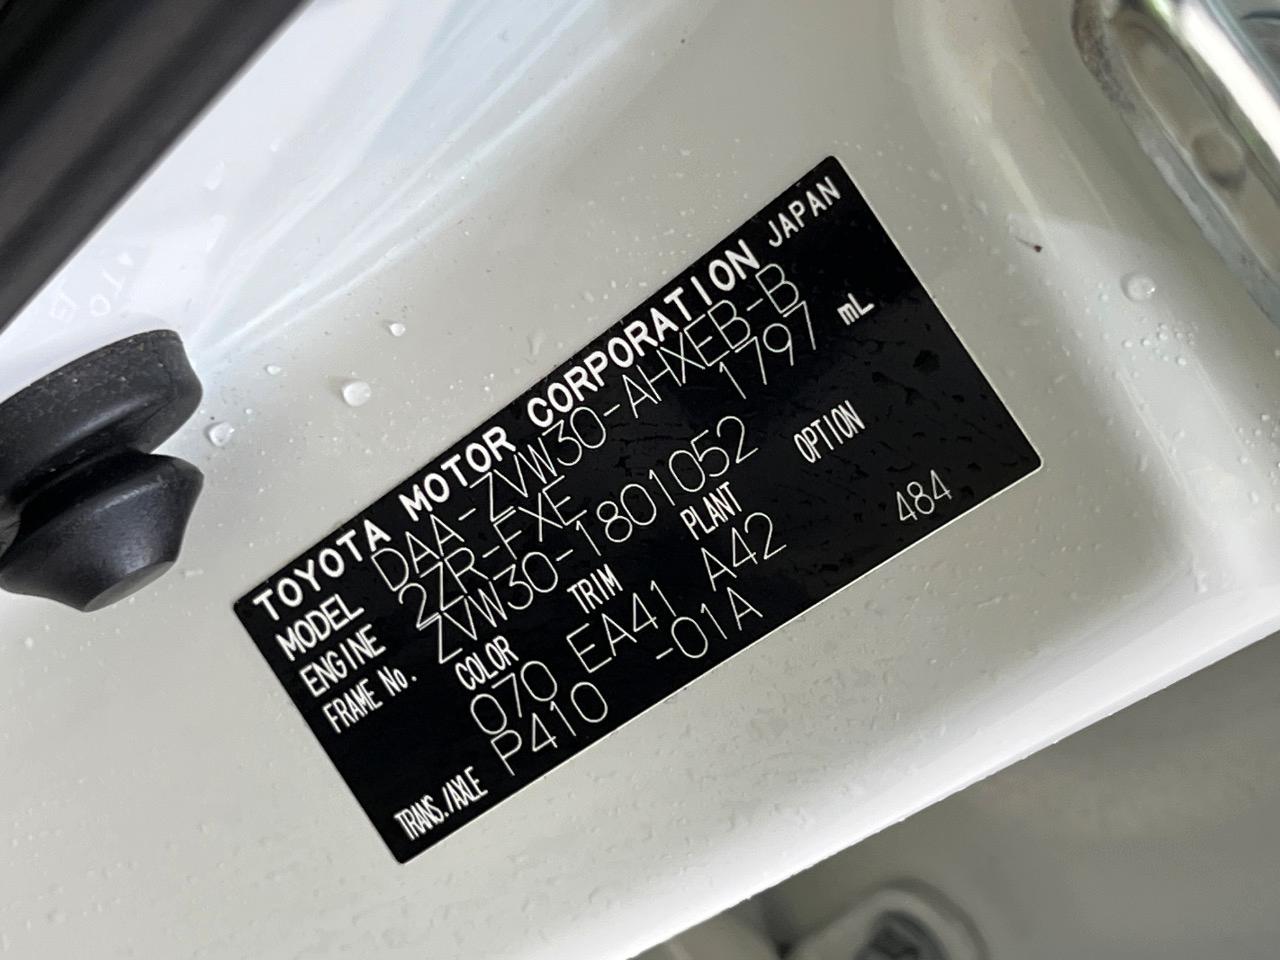 TOYOTA MOTOR CORPORATION JAPAN
MODEL DAA-ZVW30-AHXEB-B
ENGINE 2ZR-FXE 1797 mL
FRAME No. ZVW30-1801052
COLOR TRIM PLANT OPTION
070 EA41 A42
TRANS./AXLE P410 -01A 484